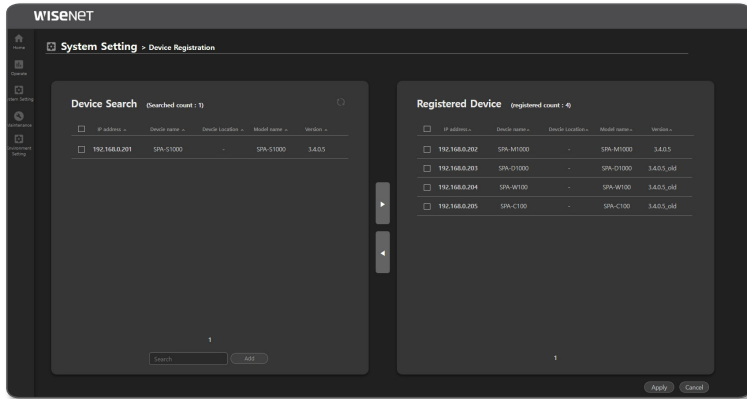 WISENET
Home
System Setting > Device Registration
Operate
System Setting
Maintenance
Environment Setting
Device Search (Searched count : 1)
IP address Devcie name Devcie Location Model name Version
192.168.0.201 SPA-S1000 - SPA-S1000 3.4.0.5
1
Search Add
Registered Device (registered count : 4)
IP address Devcie name Devcie Location Model name Version
192.168.0.202 SPA-M1000 - SPA-M1000 3.4.0.5
192.168.0.203 SPA-D1000 - SPA-D1000 3.4.0.5_old
192.168.0.204 SPA-W100 - SPA-W100 3.4.0.5_old
192.168.0.205 SPA-C100 - SPA-C100 3.4.0.5_old
1
Apply Cancel